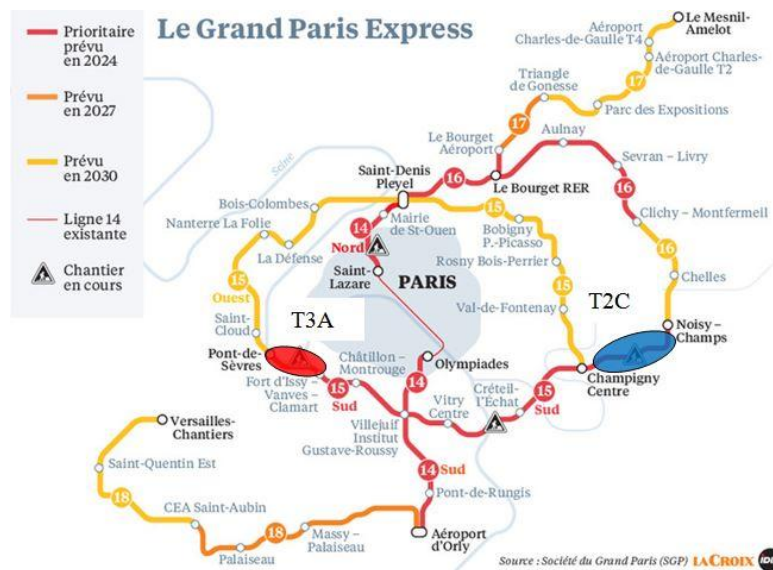 Le Grand Paris Express
Prioritaire
prévu
en 2024
Prévu
en 2027
Prévu
en 2030
Ligne 14
existante
Chantier
en cours
Le Mesnil-
Amelot
Aéroport
Charles-de-Gaulle T4
Aéroport Charles-
de-Gaulle T2
17
Triangle
de Gonesse
Parc des Expositions
17
Le Bourget
Aéroport
Aulnay
Seine
Saint-Denis
Pleyel
16
Le Bourget RER
Sevran – Livry
16
Bois-Colombes
Mairie
de St-Ouen
15
Clichy – Montfermeil
Nanterre La Folie
14
Nord
Bobigny
P.-Picasso
16
La Défense
Saint-
Lazare
PARIS
Rosny Bois-Perrier
Chelles
15
Ouest
15
T3A
Val-de-Fontenay
T2C
Saint-
Cloud
Noisy –
Champs
Pont-de-
Sèvres
Châtillon –
Montrouge
Olympiades
Champigny
Centre
Fort d'Issy –
Vanves –
Clamart
15
Sud
14
Créteil
l'Échat
15
Sud
Vitry
Centre
Versailles-
Chantiers
Villejuif
Institut
Gustave-Roussy
Saint-Quentin Est
14
Sud
18
Pont-de-Rungis
CEA Saint-Aubin
18
Massy –
Palaiseau
Palaiseau
Aéroport
d'Orly
Source : Société du Grand Paris (SGP) LA CROIX IDÉ